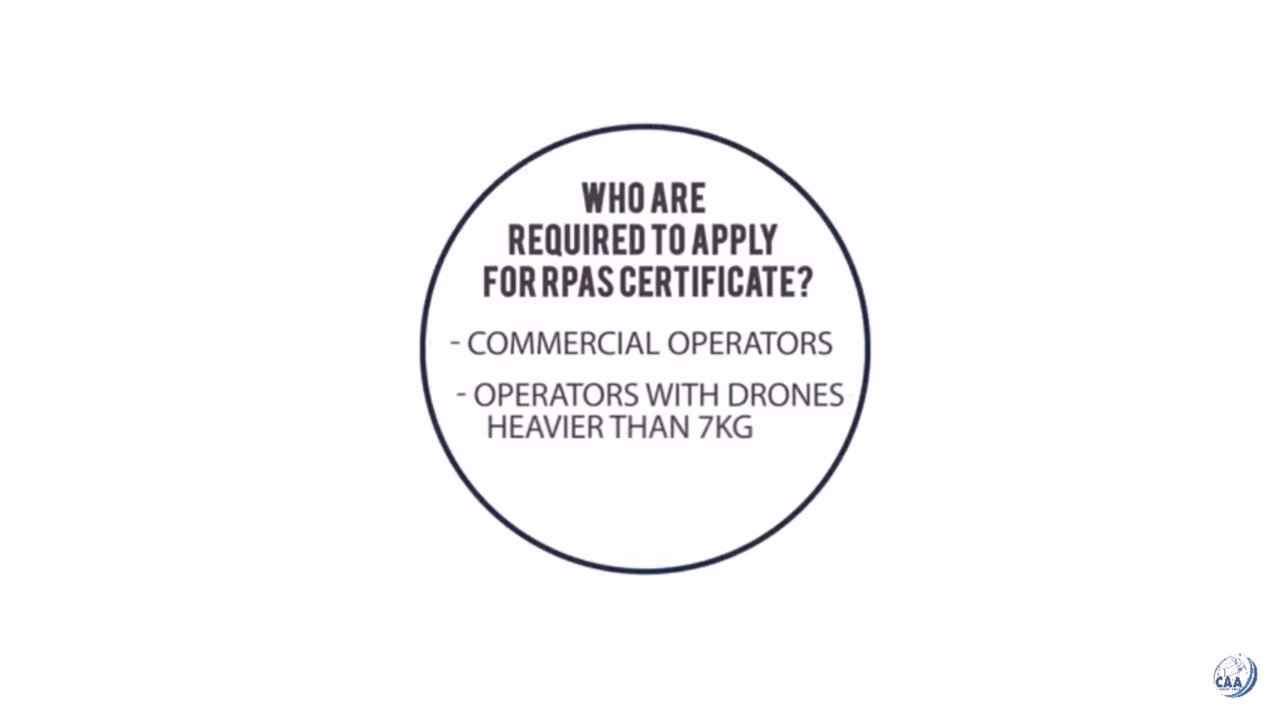 WHO ARE
REQUIRED TO APPLY
FOR RPAS CERTIFICATE?
- COMMERCIAL OPERATORS
- OPERATORS WITH DRONES
HEAVIER THAN 7KG
CAA